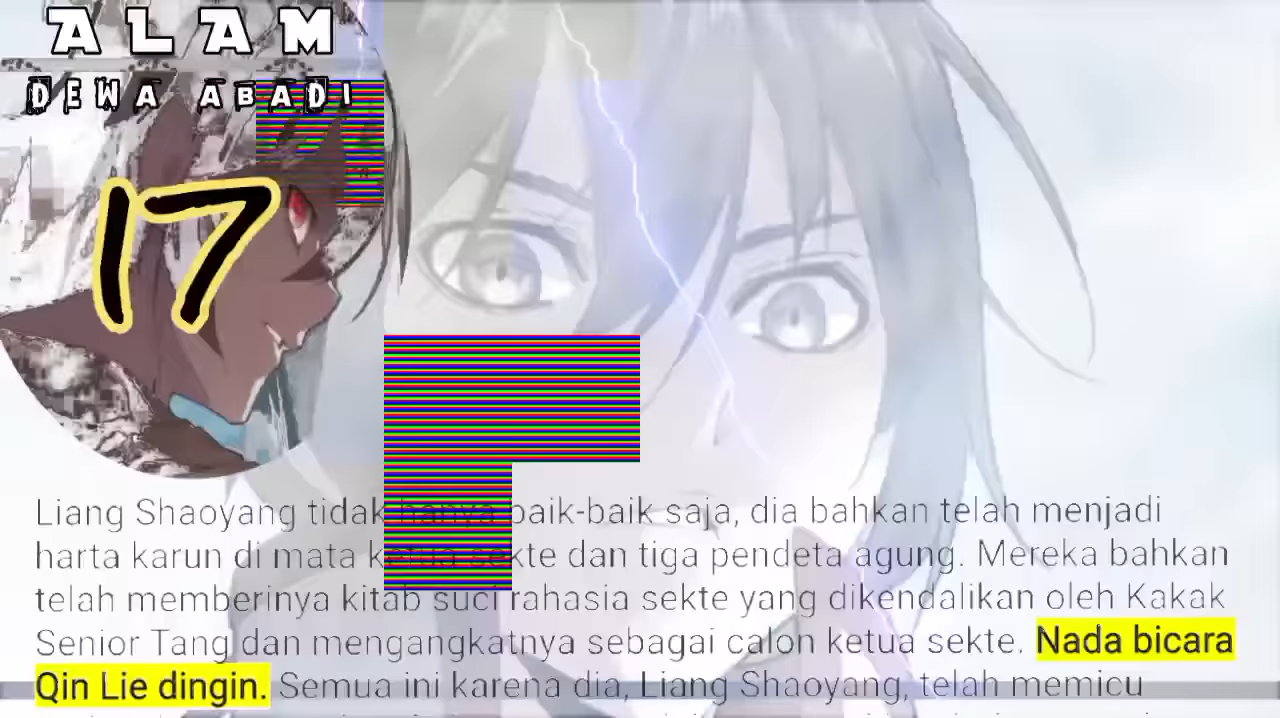 ALAM
DEWA ABADI
17
Liang Shaoyang tidak hanya baik-baik saja, dia bahkan telah menjadi
harta karun di mata ketua sekte dan tiga pendeta agung. Mereka bahkan
telah memberinya kitab suci rahasia sekte yang dikendalikan oleh Kakak
Senior Tang dan mengangkatnya sebagai calon ketua sekte. Nada bicara
Qin Lie dingin. Semua ini karena dia, Liang Shaoyang, telah memicu